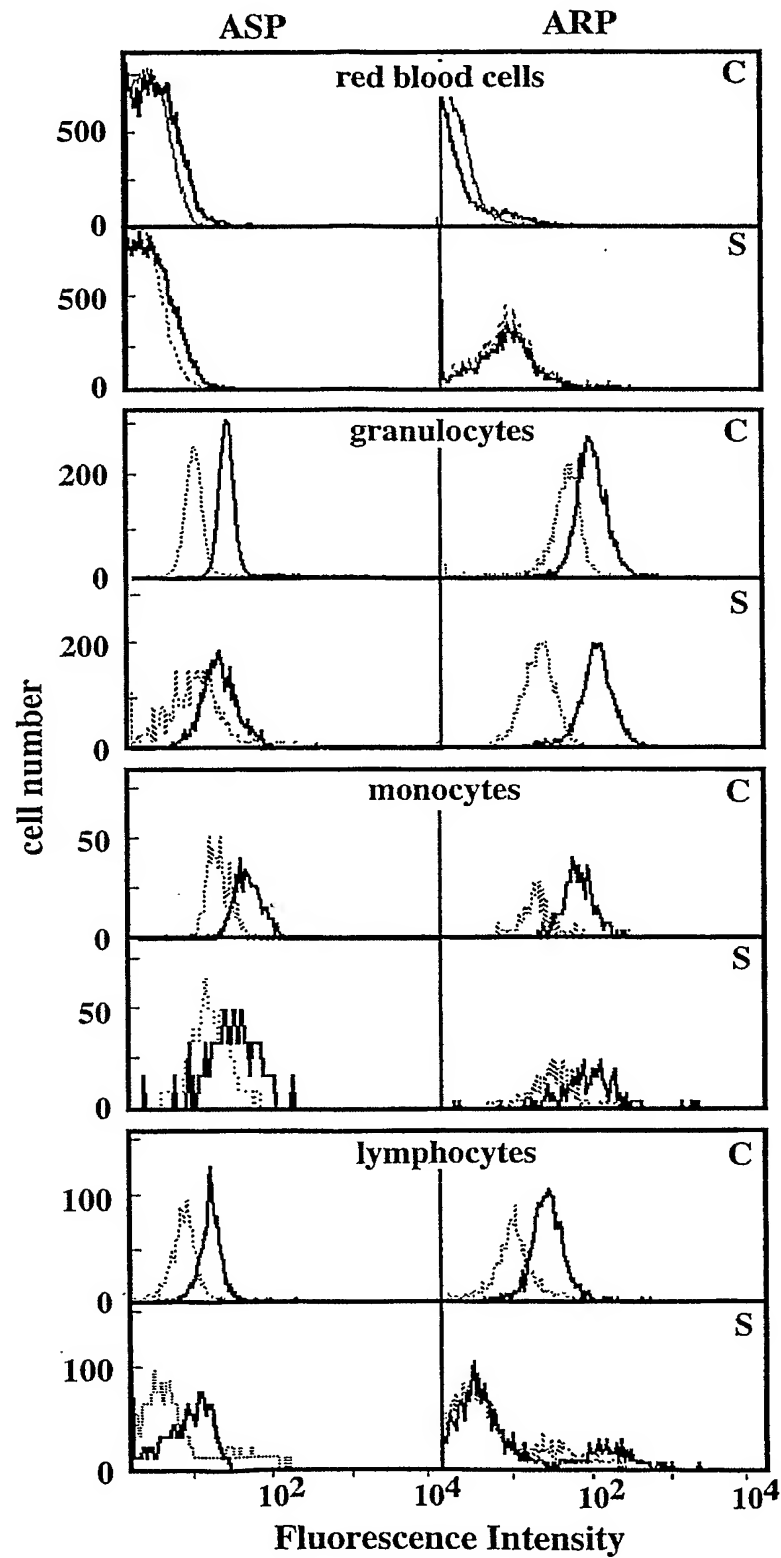 ASP ARP
red blood cells C
500
0
S
500
0
granulocytes C
200
0
S
200
0
cell number
monocytes C
50
0
S
50
0
lymphocytes C
100
0
S
100
0
10² 10⁴ 10² 10⁴
Fluorescence Intensity